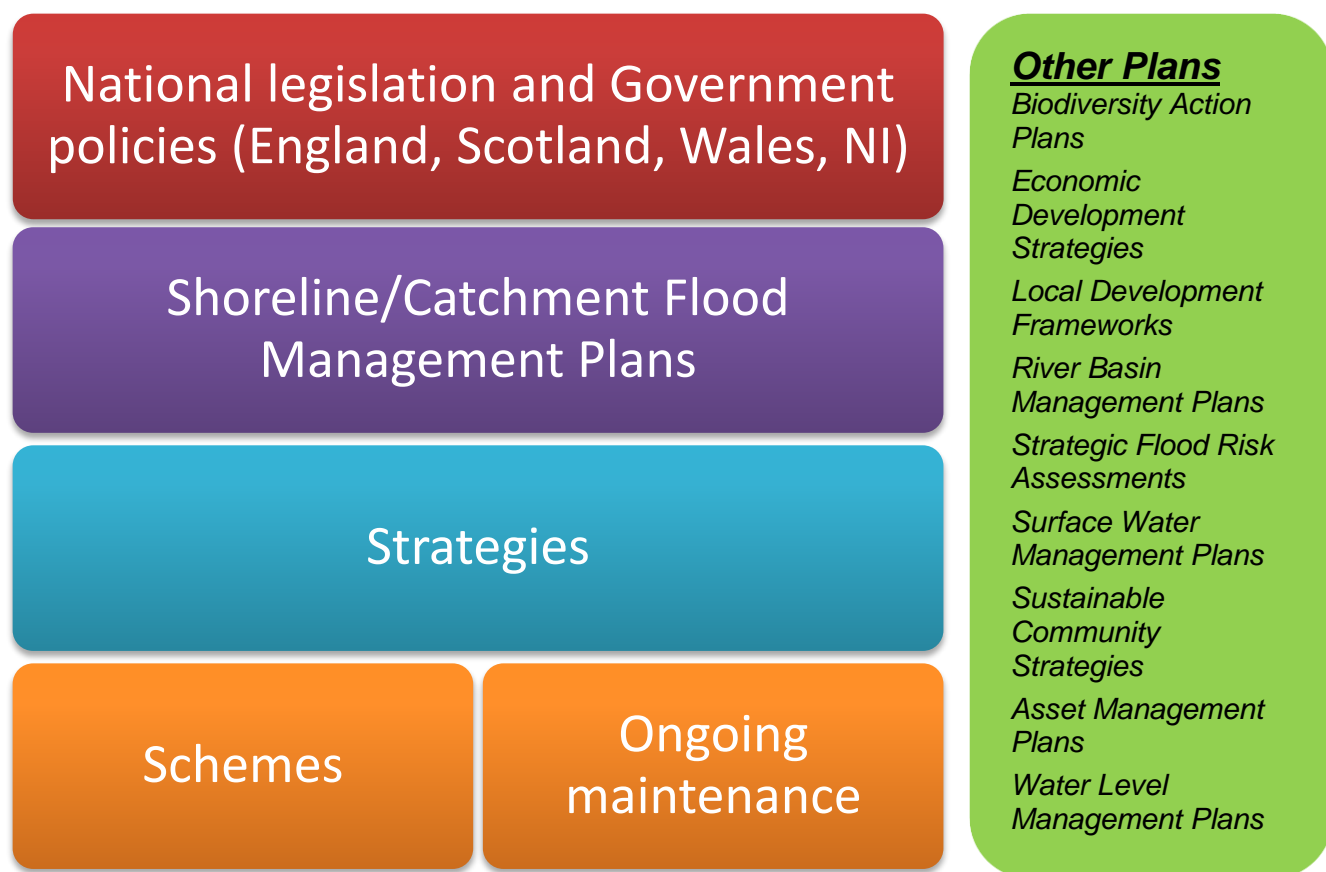 National legislation and Government
policies (England, Scotland, Wales, NI)
Shoreline/Catchment Flood
Management Plans
Strategies
Schemes
Ongoing
maintenance
Other Plans
Biodiversity Action
Plans
Economic
Development
Strategies
Local Development
Frameworks
River Basin
Management Plans
Strategic Flood Risk
Assessments
Surface Water
Management Plans
Sustainable
Community
Strategies
Asset Management
Plans
Water Level
Management Plans